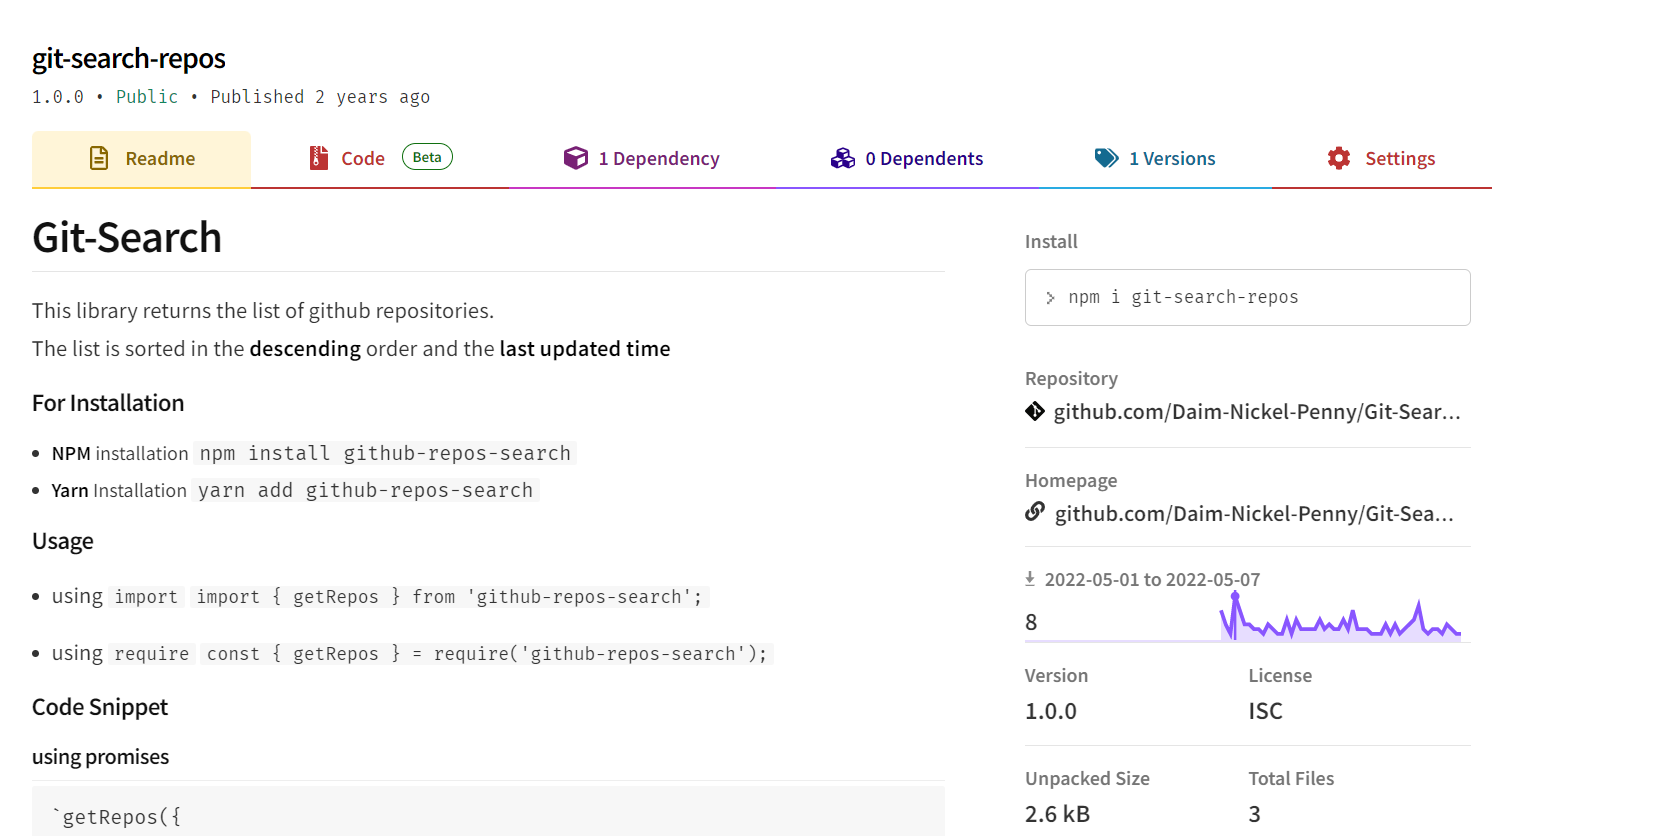 git-search-repos
1.0.0 • Public • Published 2 years ago
Readme
Code Beta
1 Dependency
0 Dependents
1 Versions
Settings
Git-Search
This library returns the list of github repositories.
The list is sorted in the descending order and the last updated time
For Installation
• NPM installation npm install github-repos-search
• Yarn Installation yarn add github-repos-search
Usage
• using import import { getRepos } from 'github-repos-search';
• using require const { getRepos } = require('github-repos-search');
Code Snippet
using promises
`getRepos({
Install
> npm i git-search-repos
Repository
github.com/Daim-Nickel-Penny/Git-Sear...
Homepage
github.com/Daim-Nickel-Penny/Git-Sea...
2022-05-01 to 2022-05-07
8
Version
1.0.0
License
ISC
Unpacked Size
2.6 kB
Total Files
3